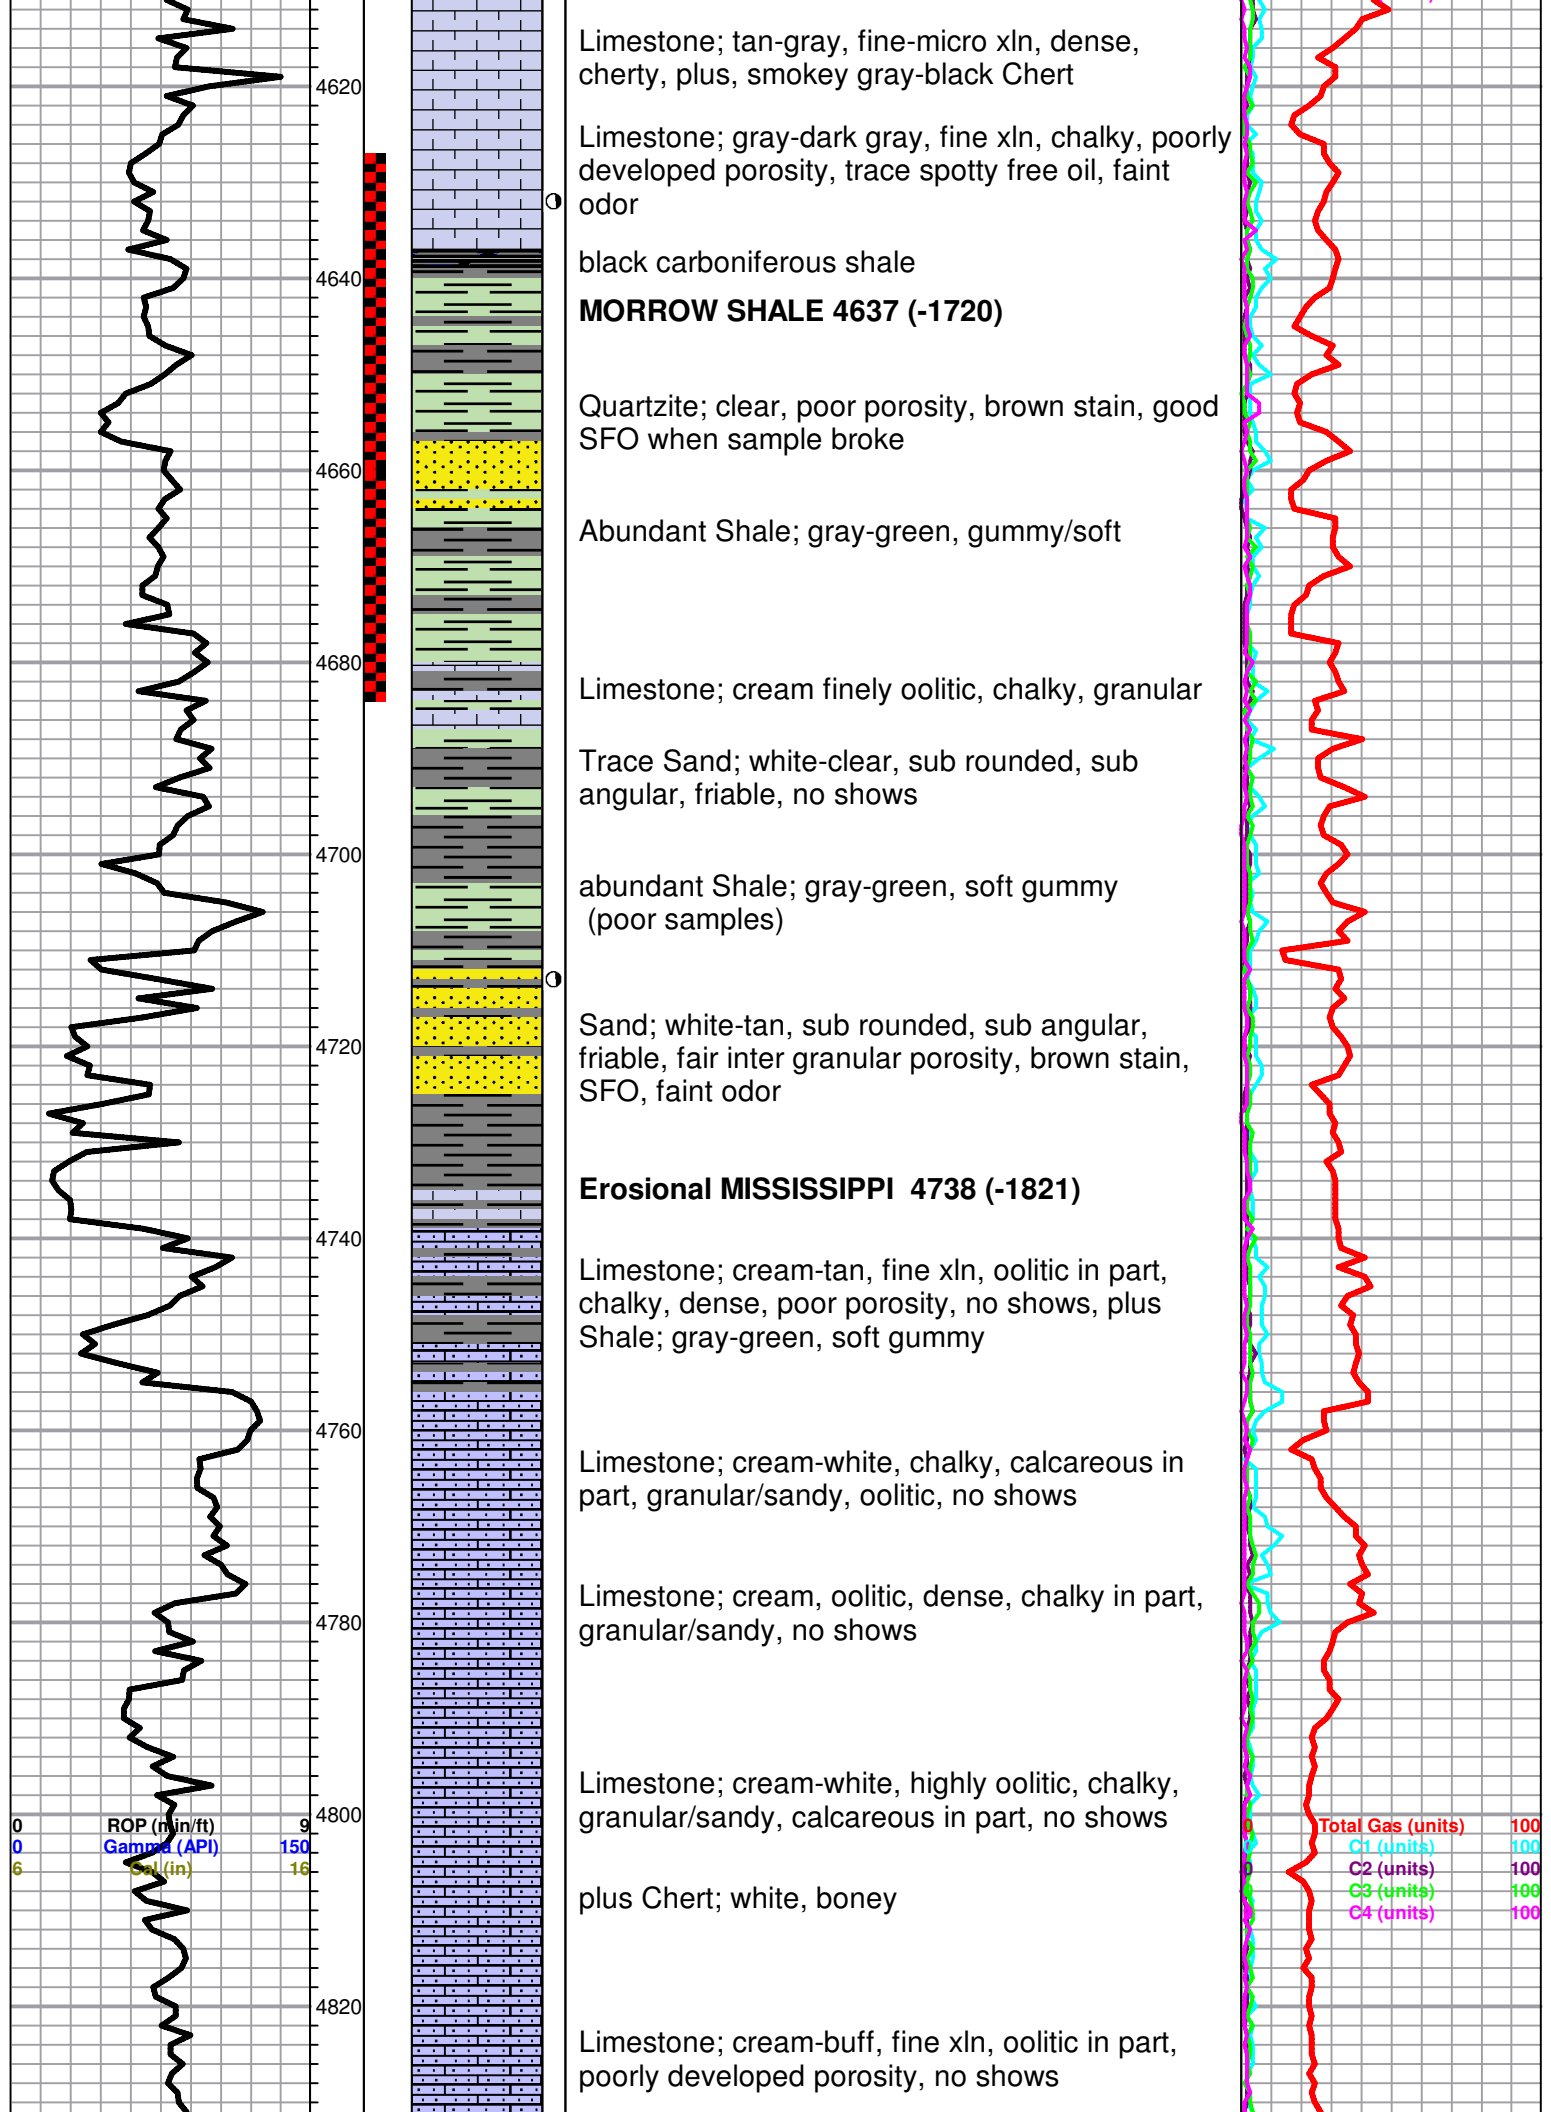 Limestone; tan-gray, fine-micro xln, dense,
cherty, plus, smokey gray-black Chert
4620
Limestone; gray-dark gray, fine xln, chalky, poorly
developed porosity, trace spotty free oil, faint
odor
black carboniferous shale
4640
MORROW SHALE 4637 (-1720)
Quartzite; clear, poor porosity, brown stain, good
SFO when sample broke
4660
Abundant Shale; gray-green, gummy/soft
4680
Limestone; cream finely oolitic, chalky, granular
Trace Sand; white-clear, sub rounded, sub
angular, friable, no shows
4700
abundant Shale; gray-green, soft gummy
(poor samples)
Sand; white-tan, sub rounded, sub angular,
4720
friable, fair inter granular porosity, brown stain,
SFO, faint odor
Erosional MISSISSIPPI 4738 (-1821)
4740
Limestone; cream-tan, fine xln, oolitic in part,
chalky, dense, poor porosity, no shows, plus
Shale; gray-green, soft gummy
4760
Limestone; cream-white, chalky, calcareous in
part, granular/sandy, oolitic, no shows
Limestone; cream, oolitic, dense, chalky in part,
4780
granular/sandy, no shows
Limestone; cream-white, highly oolitic, chalky,
granular/sandy, calcareous in part, no shows
4800
0 ROP (min/ft) 9
0 Gamma (API) 150
6 Cal (in) 16
0 Total Gas (units) 100
0 C1 (units) 100
0 C2 (units) 100
0 C3 (units) 100
0 C4 (units) 100
plus Chert; white, boney
4820
Limestone; cream-buff, fine xln, oolitic in part,
poorly developed porosity, no shows